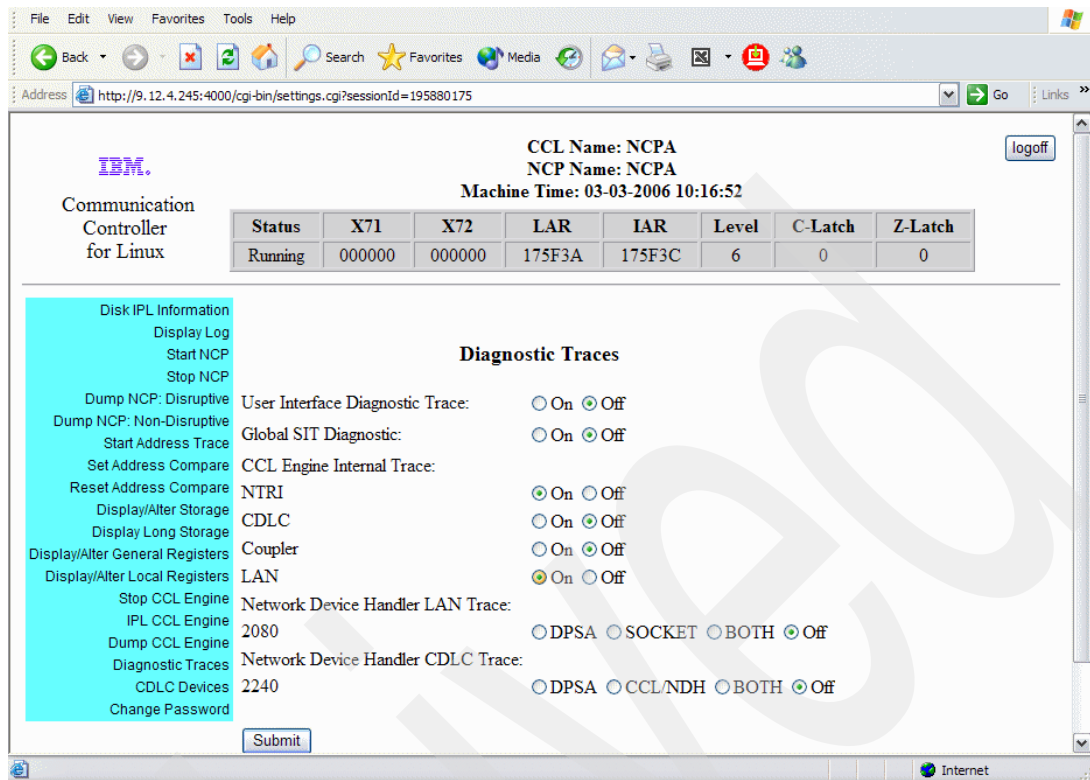 File Edit View Favorites Tools Help
Back Search Favorites Media
Address http://9.12.4.245:4000/cgi-bin/settings.cgi?sessionId=195880175 Go Links »
IBM.
Communication
Controller
for Linux
CCL Name: NCPA
NCP Name: NCPA
Machine Time: 03-03-2006 10:16:52
logoff
Status X71 X72 LAR IAR Level C-Latch Z-Latch
Running 000000 000000 175F3A 175F3C 6 0 0
Disk IPL Information
Display Log
Start NCP
Stop NCP
Dump NCP: Disruptive
Dump NCP: Non-Disruptive
Start Address Trace
Set Address Compare
Reset Address Compare
Display/Alter Storage
Display Long Storage
Display/Alter General Registers
Display/Alter Local Registers
Stop CCL Engine
IPL CCL Engine
Dump CCL Engine
Diagnostic Traces
CDLC Devices
Change Password
Diagnostic Traces
User Interface Diagnostic Trace: On Off
Global SIT Diagnostic: On Off
CCL Engine Internal Trace:
NTRI On Off
CDLC On Off
Coupler On Off
LAN On Off
Network Device Handler LAN Trace:
2080 DPSA SOCKET BOTH Off
Network Device Handler CDLC Trace:
2240 DPSA CCL/NDH BOTH Off
Submit
Internet